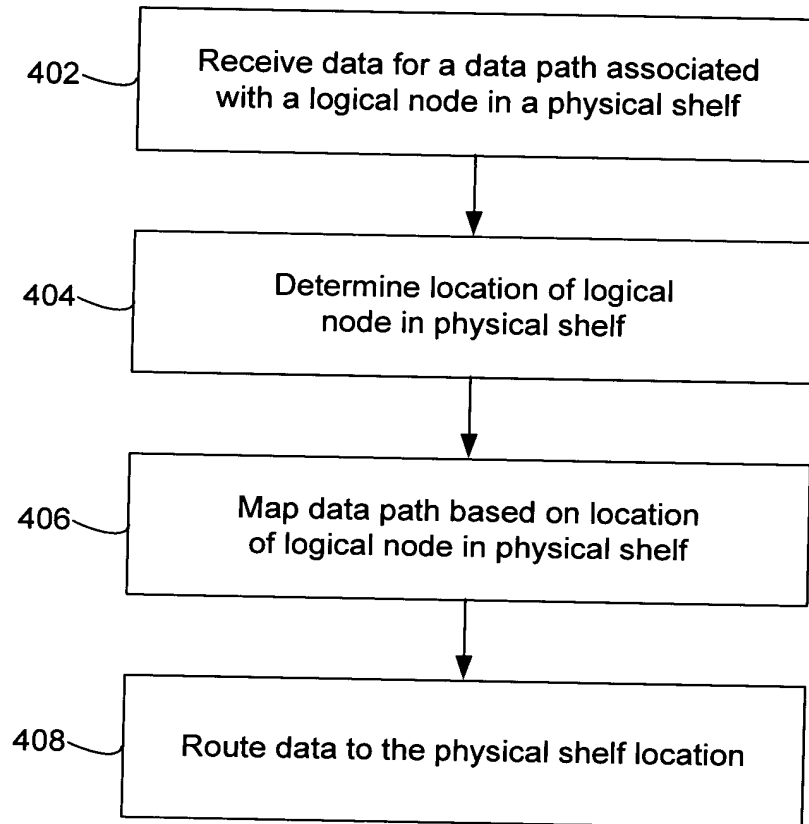 402
Receive data for a data path associated
with a logical node in a physical shelf
404
Determine location of logical
node in physical shelf
406
Map data path based on location
of logical node in physical shelf
408
Route data to the physical shelf location